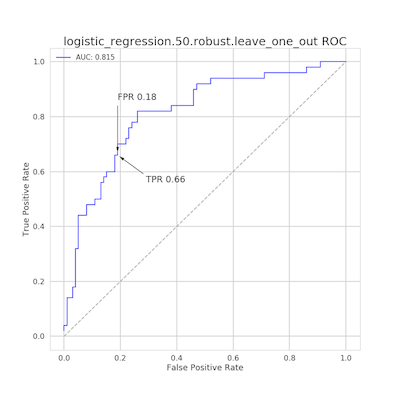 logistic_regression.50.robust.leave_one_out ROC
AUC: 0.815
FPR 0.18
TPR 0.66
True Positive Rate
1.0
0.8
0.6
0.4
0.2
0.0
0.0 0.2 0.4 0.6 0.8 1.0
False Positive Rate